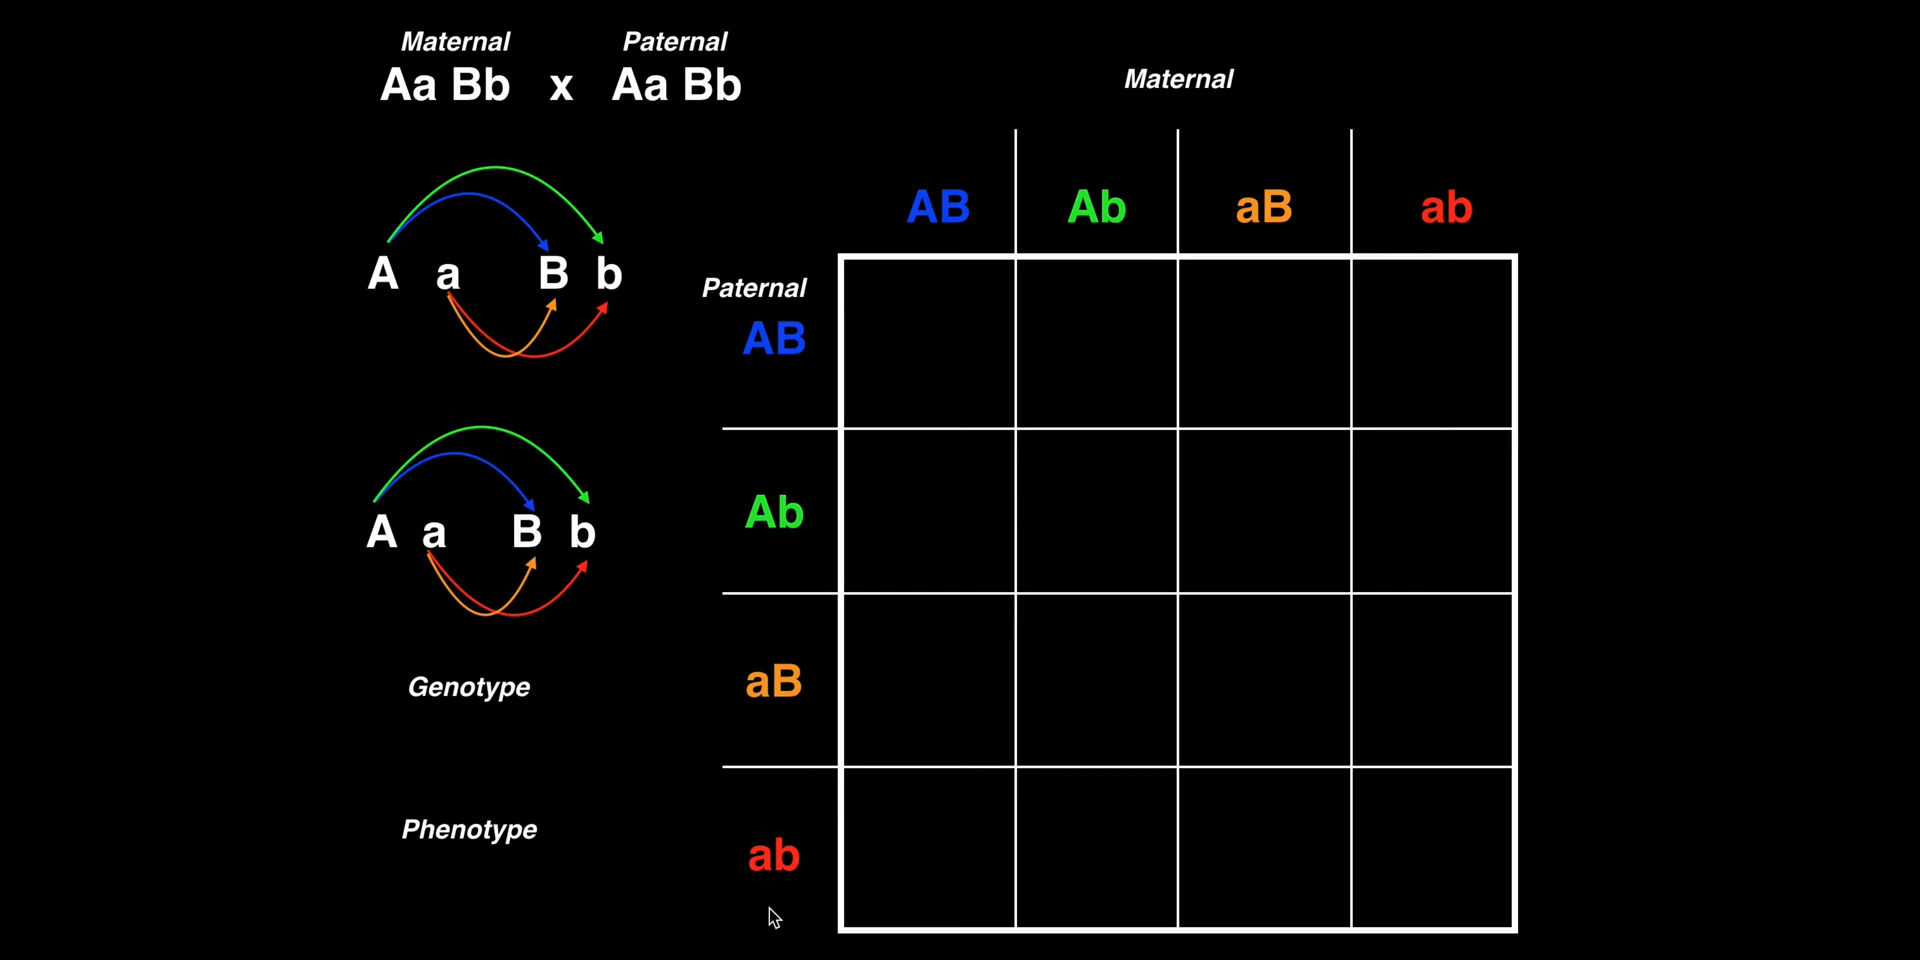 Maternal Paternal
Aa Bb x Aa Bb
Maternal
AB Ab aB ab
A a B b
Paternal
AB
A a B b
Ab
Genotype
aB
Phenotype
ab